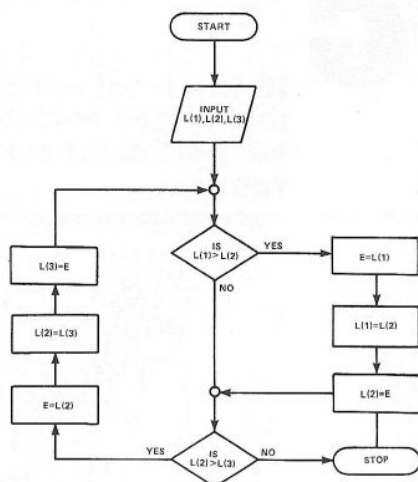 START
INPUT
L(1),L(2),L(3)
IS
L(1)>L(2)
YES
NO
E=L(1)
L(1)=L(2)
L(2)=E
L(3)=E
L(2)=L(3)
E=L(2)
YES
IS
L(2)>L(3)
NO
STOP